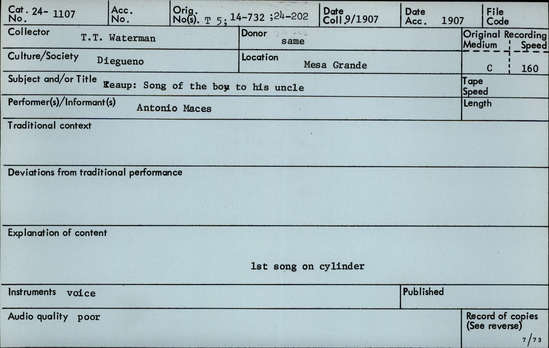 Cat. No. 24-1107 Acc. No. Orig. No(s). T 5; 14-732 ;24-202 Date Coll. 9/1907 Date Acc. 1907 File Code
Collector T.T. Waterman Donor same Original Recording Medium Speed
Culture/Society Diegueno Location Mesa Grande C 160
Subject and/or Title Keaup: Song of the boy to his uncle Tape Speed
Performer(s)/Informant(s) Antonio Maces Length
Traditional context
Deviations from traditional performance
Explanation of content
1st song on cylinder
Instruments voice Published
Audio quality poor Record of copies (See reverse)
7/73